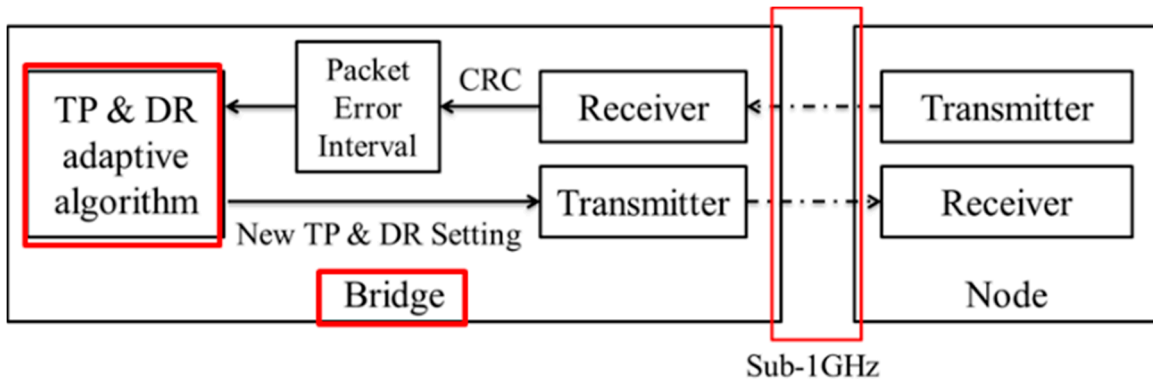 TP & DR
adaptive
algorithm
Packet
Error
Interval
CRC
Receiver
Transmitter
New TP & DR Setting
Transmitter
Receiver
Bridge
Node
Sub-1GHz